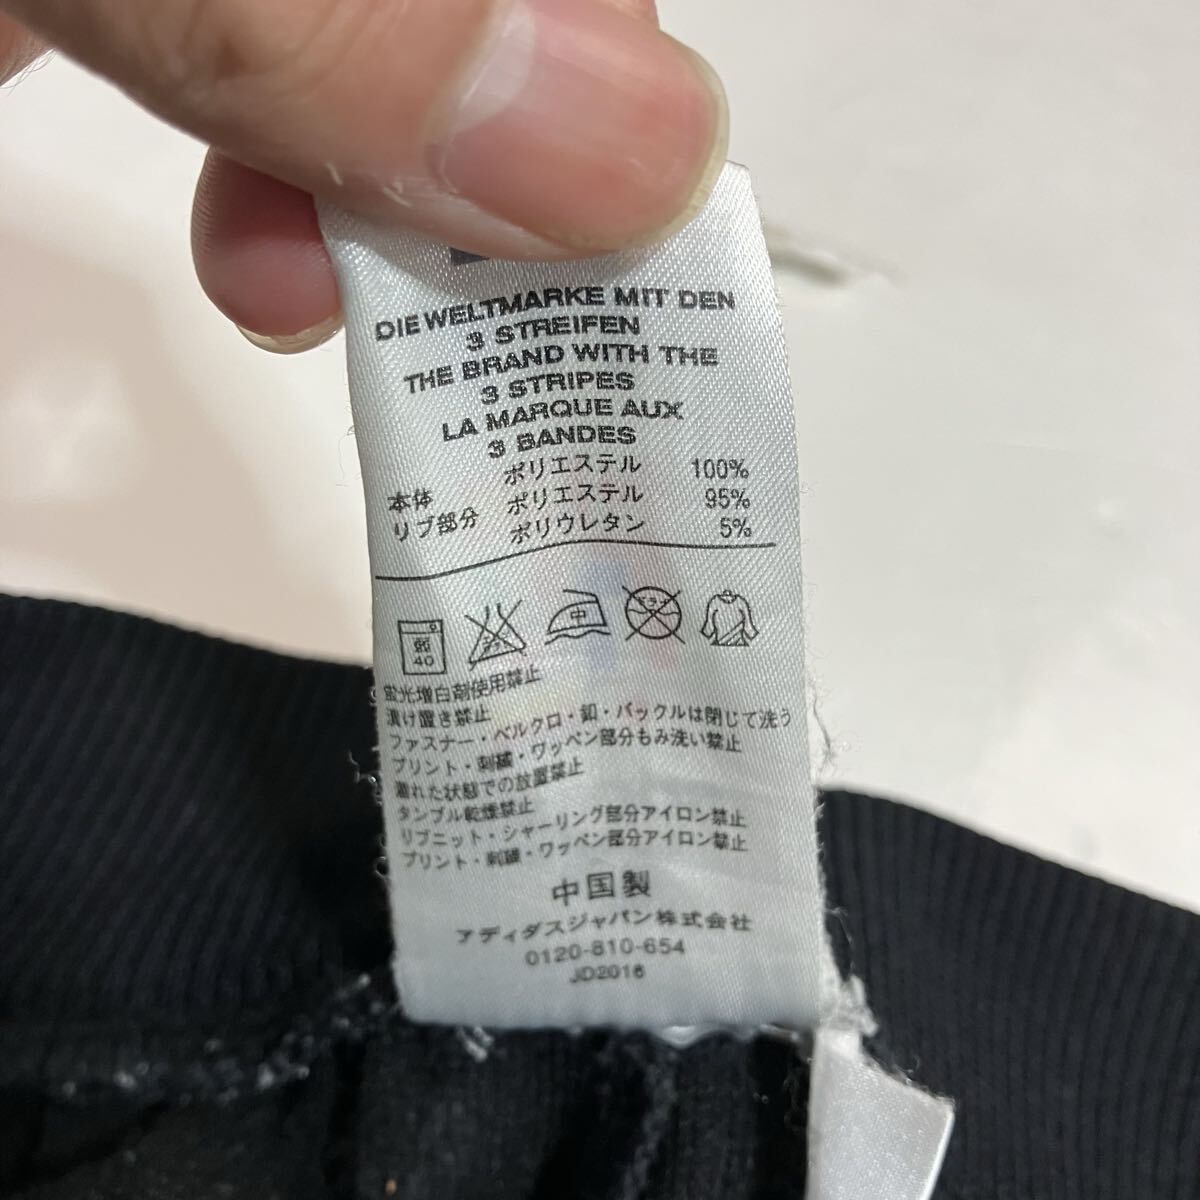 DIE WELTMARKE MIT DEN
3 STREIFEN
THE BRAND WITH THE
3 STRIPES
LA MARQUE AUX
3 BANDES
本体 ポリエステル 100%
リブ部分 ポリエステル 95%
ポリウレタン 5%
弱
40
中
蛍光増白剤使用禁止
漬け置き禁止
ファスナー・ベルクロ・釦・バックルは閉じて洗う
プリント・刺繍・ワッペン部分もみ洗い禁止
濡れた状態での放置禁止
タンブル乾燥禁止
リブニット・シャーリング部分アイロン禁止
プリント・刺繍・ワッペン部分アイロン禁止
中国製
アディダスジャパン株式会社
0120-810-654
JD2016